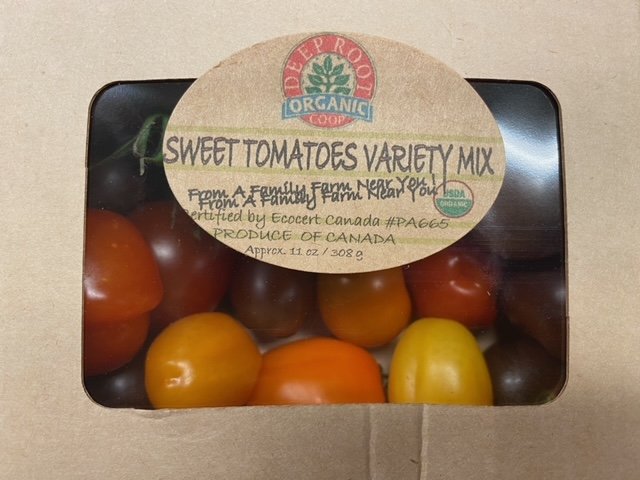 DEEP ROOT
ORGANIC
COOP
SWEET TOMATOES VARIETY MIX
From A Family Farm Near You!
From A Family Farm Near You!
USDA
ORGANIC
ertified by Ecocert Canada #PA665
PRODUCE OF CANADA
Approx. 11 oz / 308 g